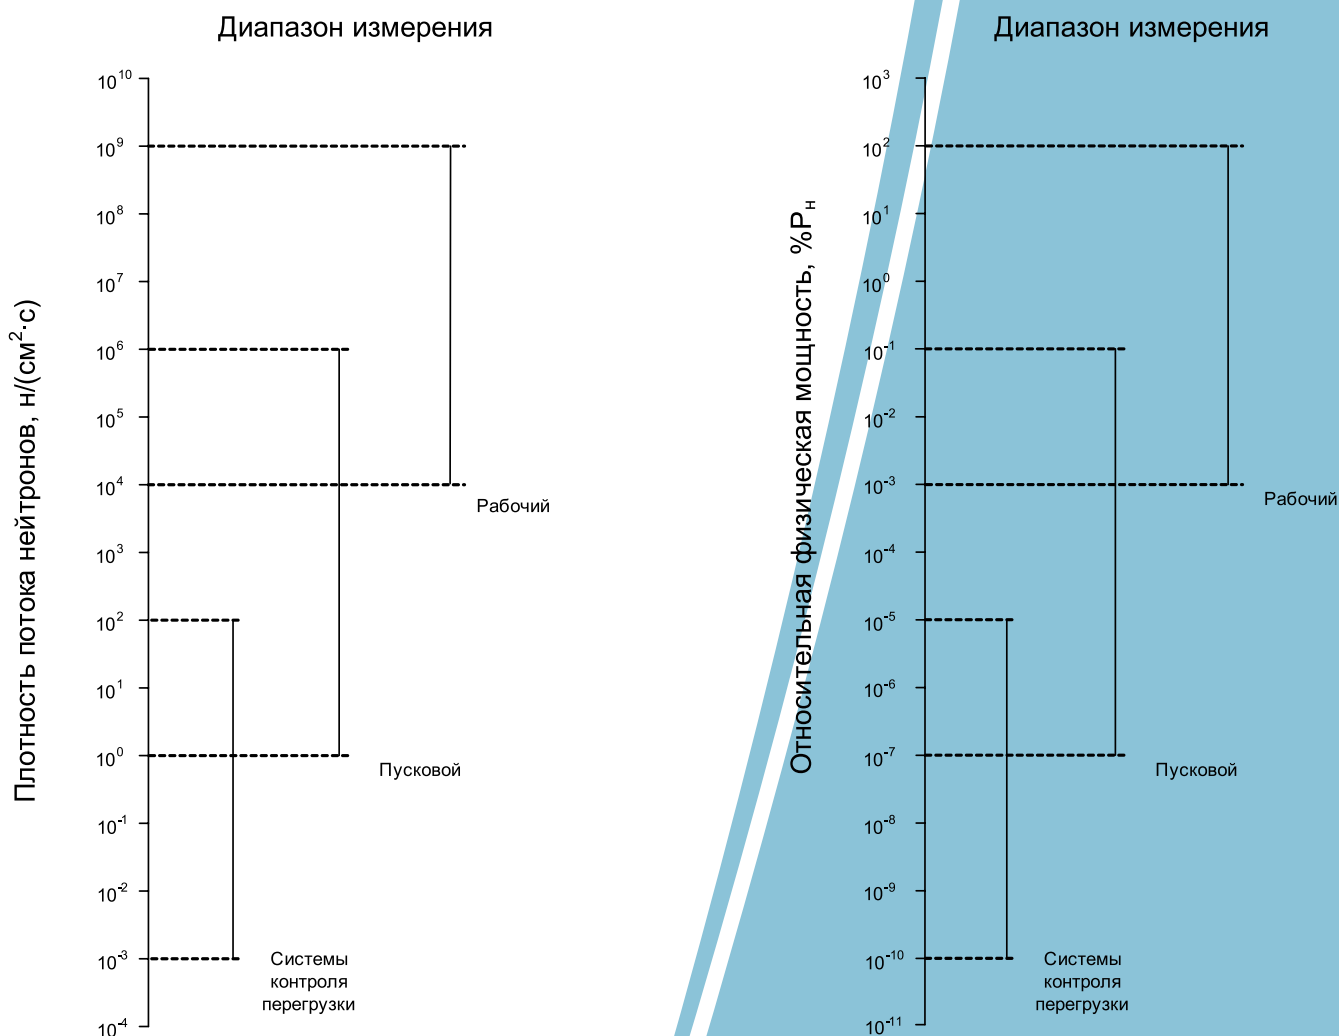 Диапазон измерения
Плотность потока нейтронов, н/(см²·с)
10¹⁰
10⁹
10⁸
10⁷
10⁶
10⁵
10⁴
10³
10²
10¹
10⁰
10⁻¹
10⁻²
10⁻³
10⁻⁴
Рабочий
Пусковой
Системы
контроля
перегрузки
Диапазон измерения
Относительная физическая мощность, %Рн
10³
10²
10¹
10⁰
10⁻¹
10⁻²
10⁻³
10⁻⁴
10⁻⁵
10⁻⁶
10⁻⁷
10⁻⁸
10⁻⁹
10⁻¹⁰
10⁻¹¹
Рабочий
Пусковой
Системы
контроля
перегрузки